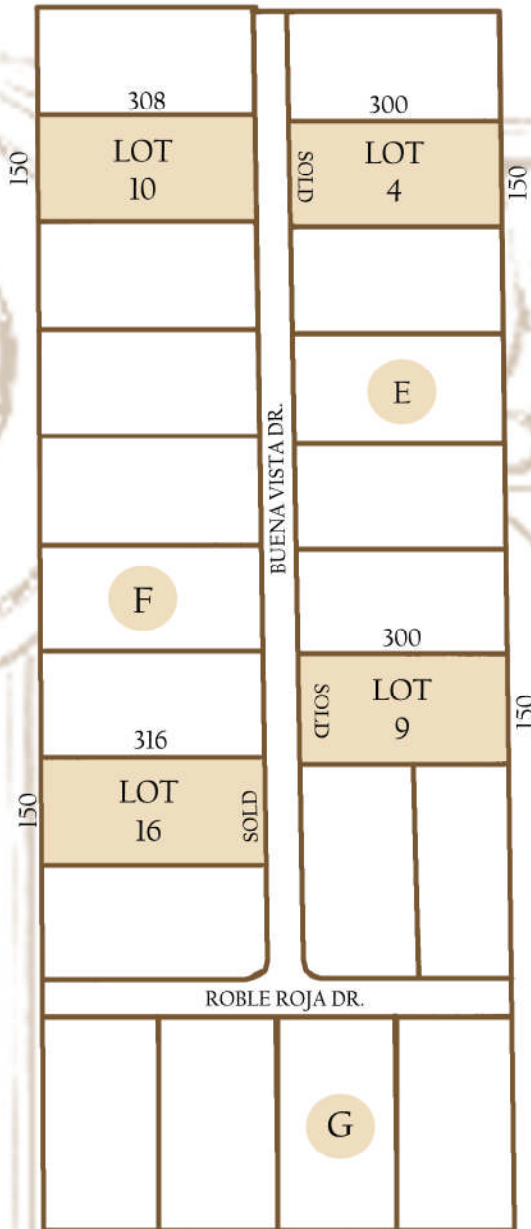 308
150
LOT
10
300
SOLD
LOT
4
150
E
BUENA VISTA DR.
F
300
SOLD
LOT
9
150
316
150
LOT
16
SOLD
ROBLE ROJA DR.
G